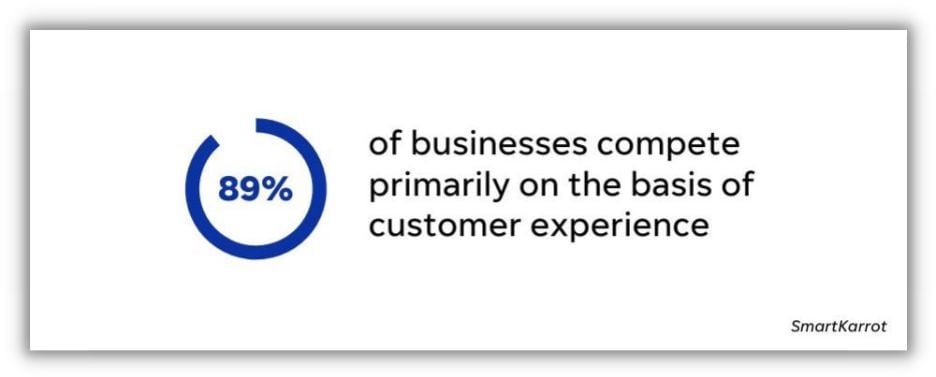 89%
of businesses compete
primarily on the basis of
customer experience
SmartKarrot